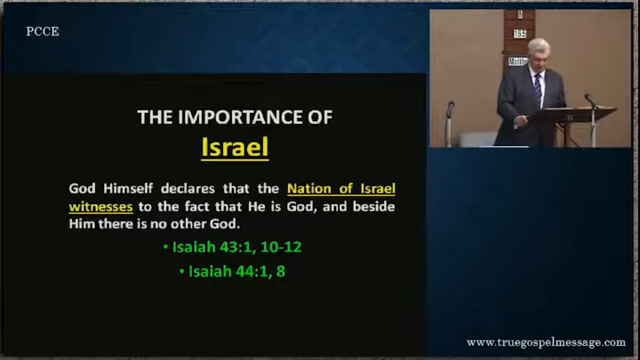 PCCE
THE IMPORTANCE OF
Israel
God Himself declares that the Nation of Israel
witnesses to the fact that He is God, and beside
Him there is no other God.
• Isaiah 43:1, 10-12
• Isaiah 44:1, 8
www.truegospelmessage.com